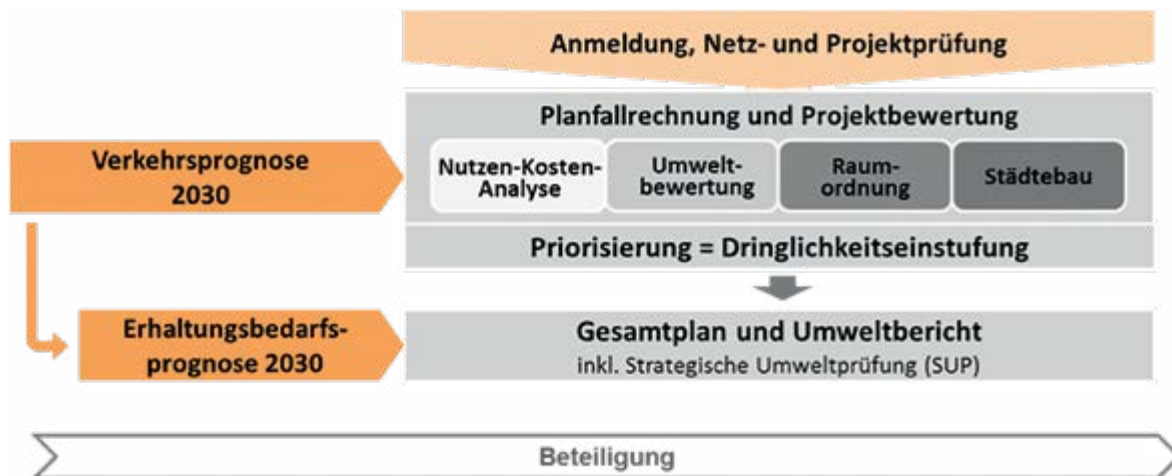 Anmeldung, Netz- und Projektprüfung
Planfallrechnung und Projektbewertung
Verkehrsprognose
2030
Nutzen-Kosten-
Analyse
Umwelt-
bewertung
Raum-
ordnung
Städtebau
Priorisierung = Dringlichkeitseinstufung
Erhaltungsbedarfs-
prognose 2030
Gesamtplan und Umweltbericht
inkl. Strategische Umweltprüfung (SUP)
Beteiligung